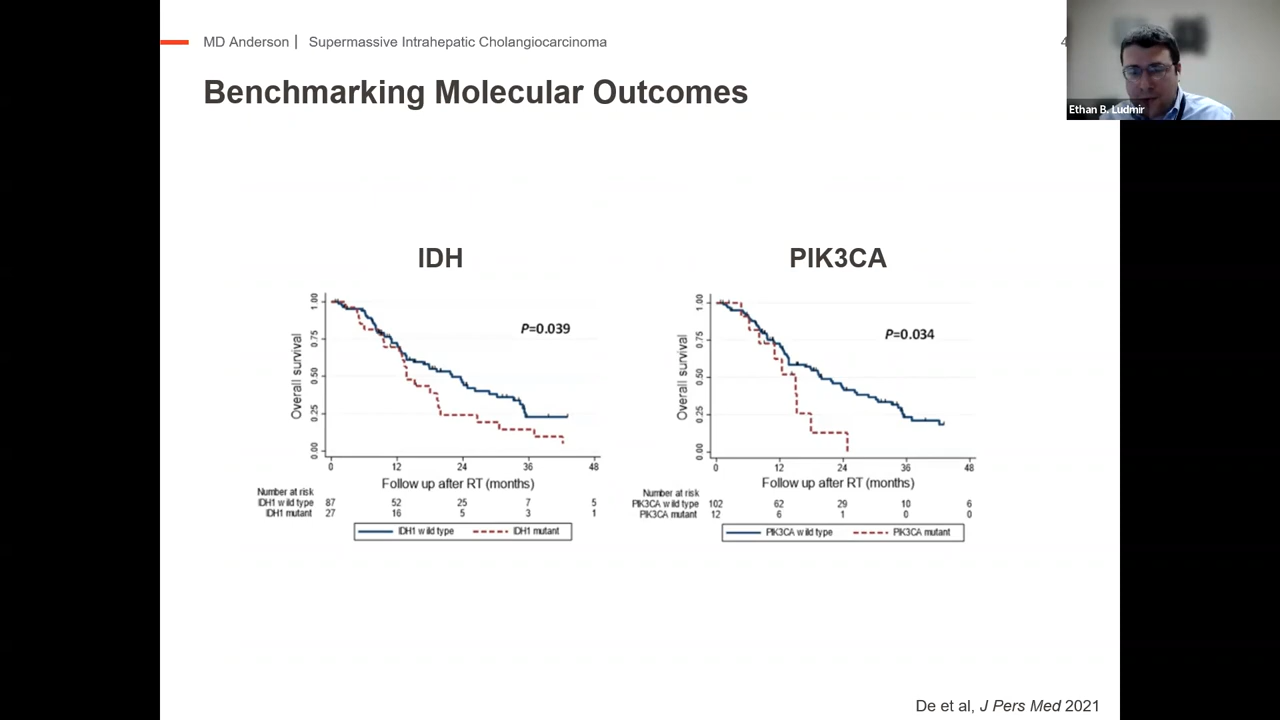 MD Anderson | Supermassive Intrahepatic Cholangiocarcinoma
4
Ethan B. Ludmir
Benchmarking Molecular Outcomes
IDH
P=0.039
Overall survival
1.00
0.75
0.50
0.25
0.00
0 12 24 36 48
Follow up after RT (months)
Number at risk
IDH1 wild type 87 52 25 7 5
IDH1 mutant 27 16 5 3 1
IDH1 wild type IDH1 mutant
PIK3CA
P=0.034
Overall survival
1.00
0.75
0.50
0.25
0.00
0 12 24 36 48
Follow up after RT (months)
Number at risk
PIK3CA wild type 102 62 29 10 6
PIK3CA mutant 12 6 1 0 0
PIK3CA wild type PIK3CA mutant
De et al, J Pers Med 2021